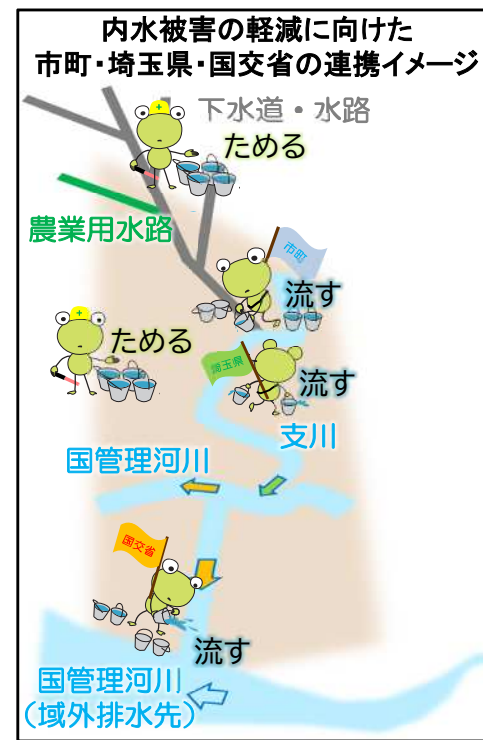 内水被害の軽減に向けた
市町・埼玉県・国交省の連携イメージ
下水道・水路
ためる
農業用水路
市町
流す
ためる
埼玉県
流す
支川
国管理河川
国交省
流す
国管理河川
(域外排水先)